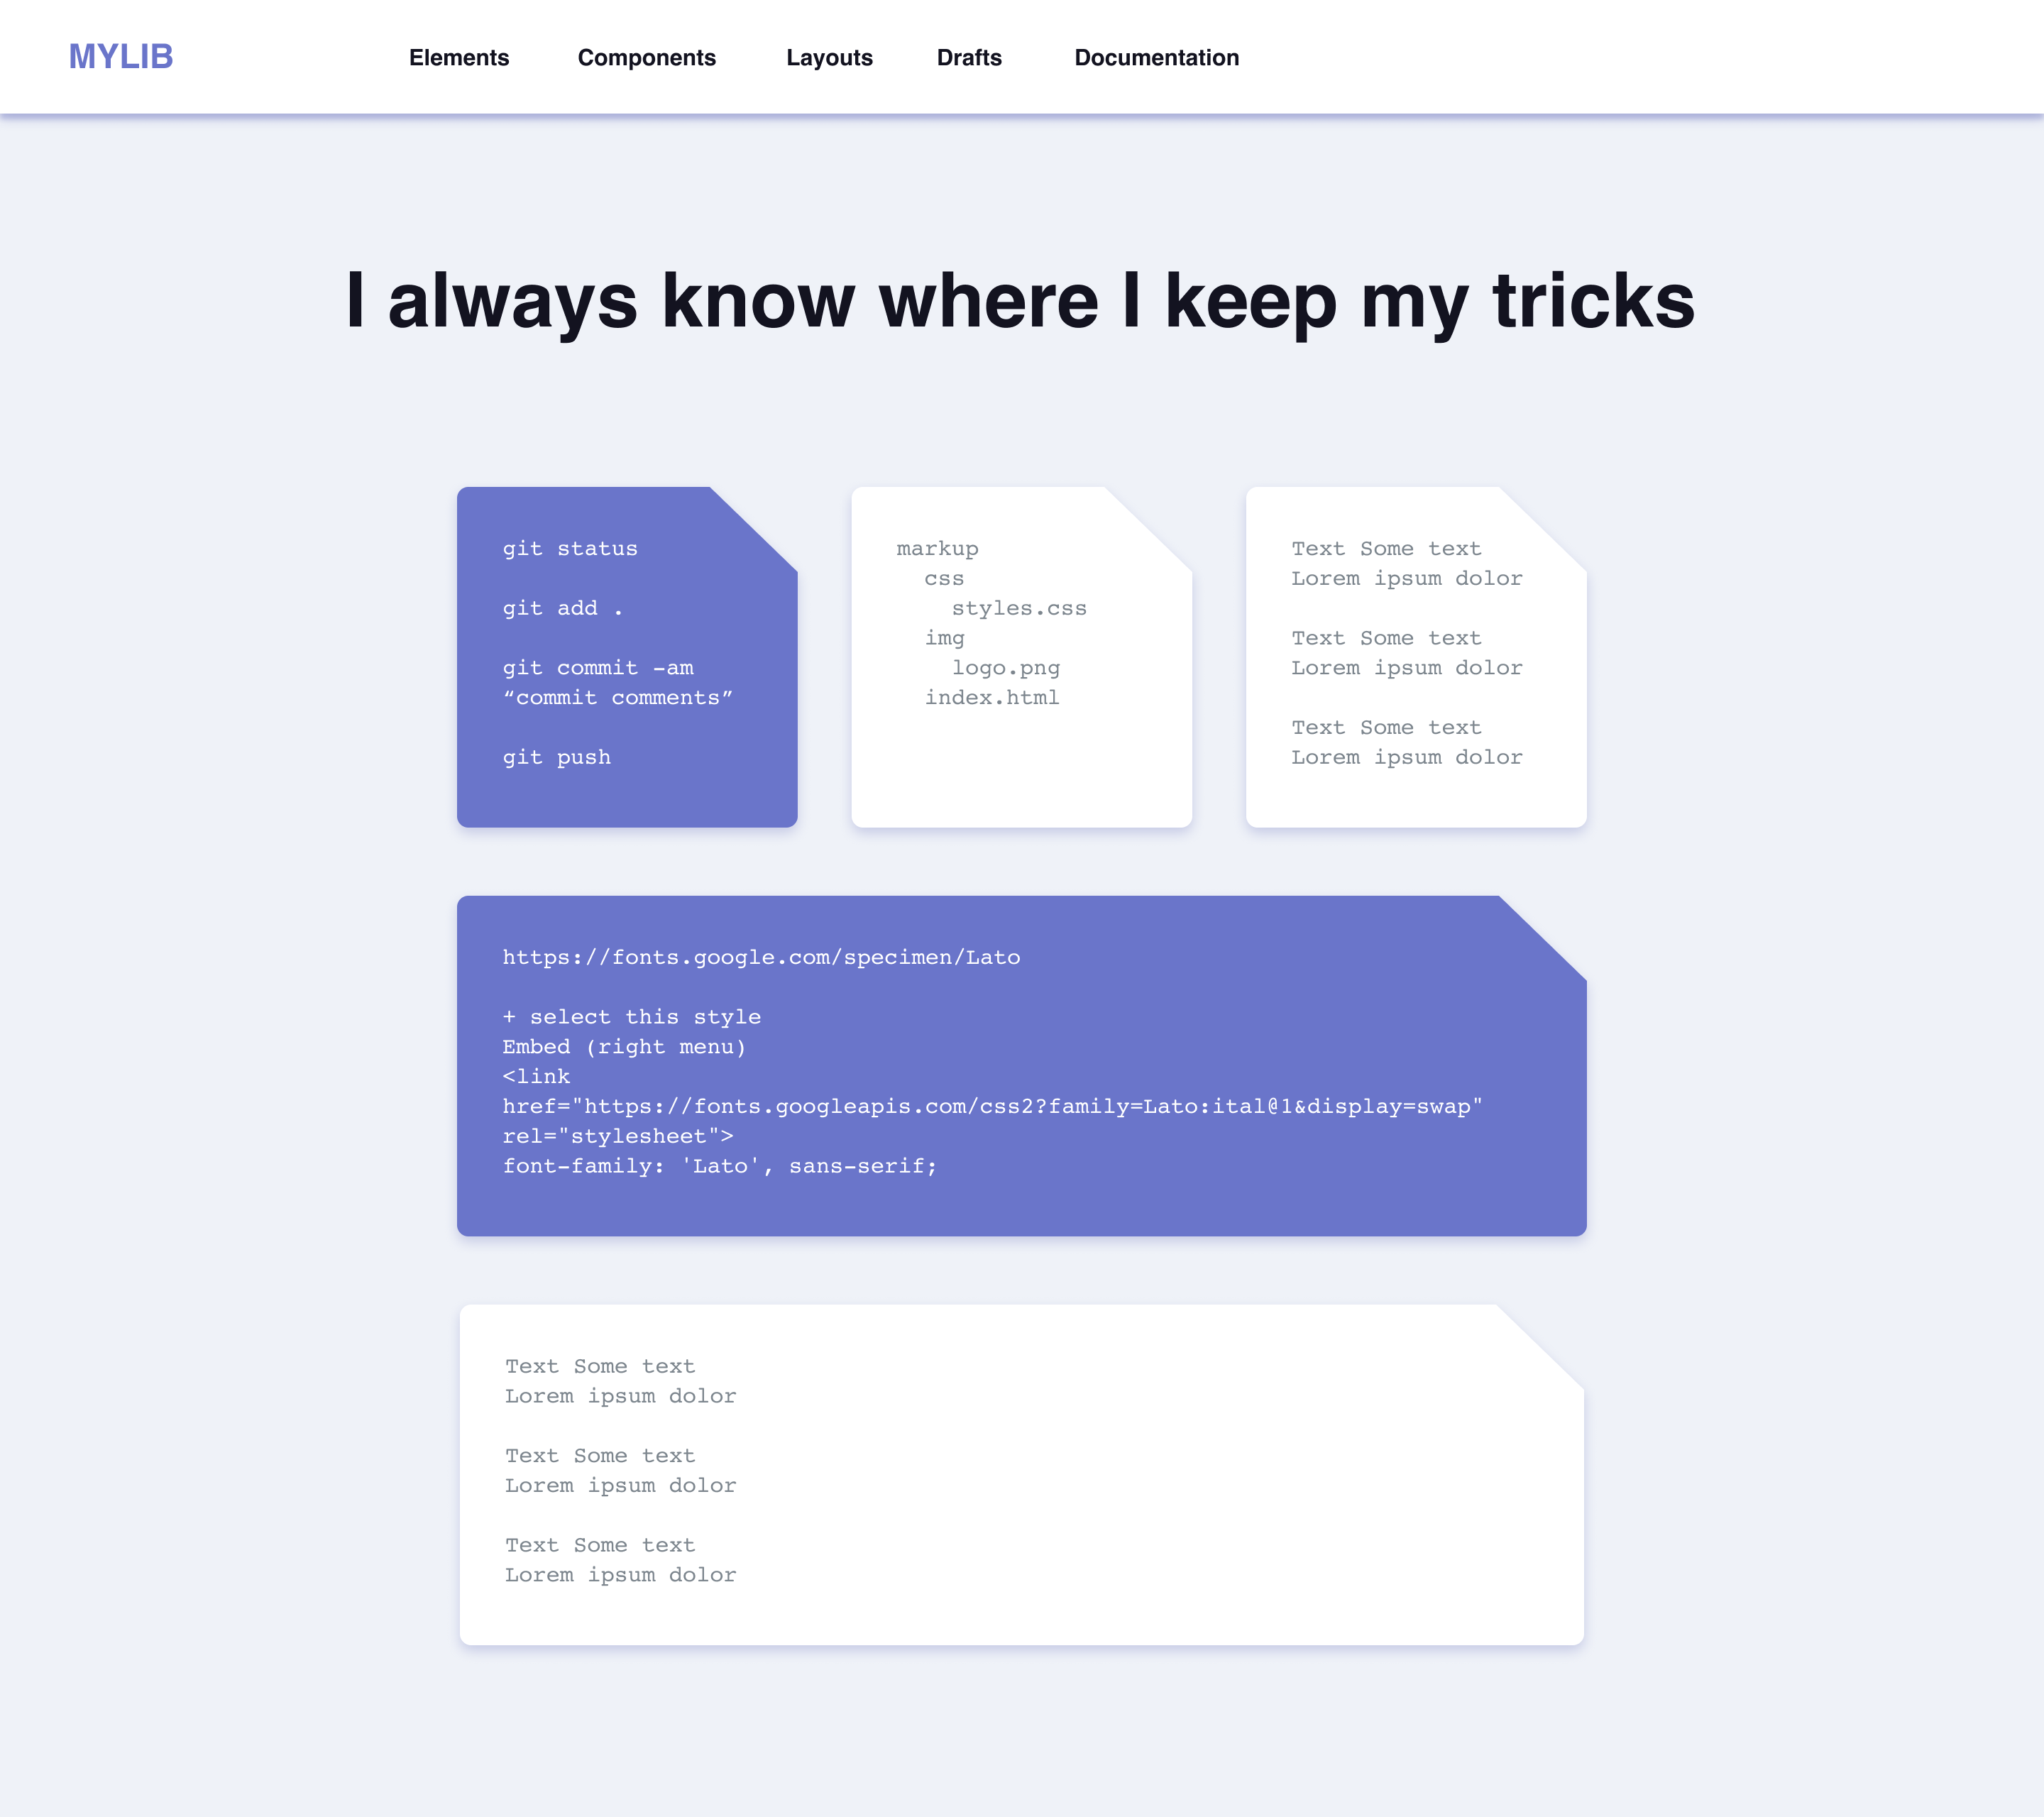 MYLIB
Elements Components Layouts Drafts Documentation
I always know where I keep my tricks
git status
git add .
git commit -am
“commit comments”
git push
markup
css
styles.css
img
logo.png
index.html
Text Some text
Lorem ipsum dolor
Text Some text
Lorem ipsum dolor
Text Some text
Lorem ipsum dolor
https://fonts.google.com/specimen/Lato
+ select this style
Embed (right menu)
<link
href="https://fonts.googleapis.com/css2?family=Lato:ital@1&display=swap"
rel="stylesheet">
font-family: 'Lato', sans-serif;
Text Some text
Lorem ipsum dolor
Text Some text
Lorem ipsum dolor
Text Some text
Lorem ipsum dolor